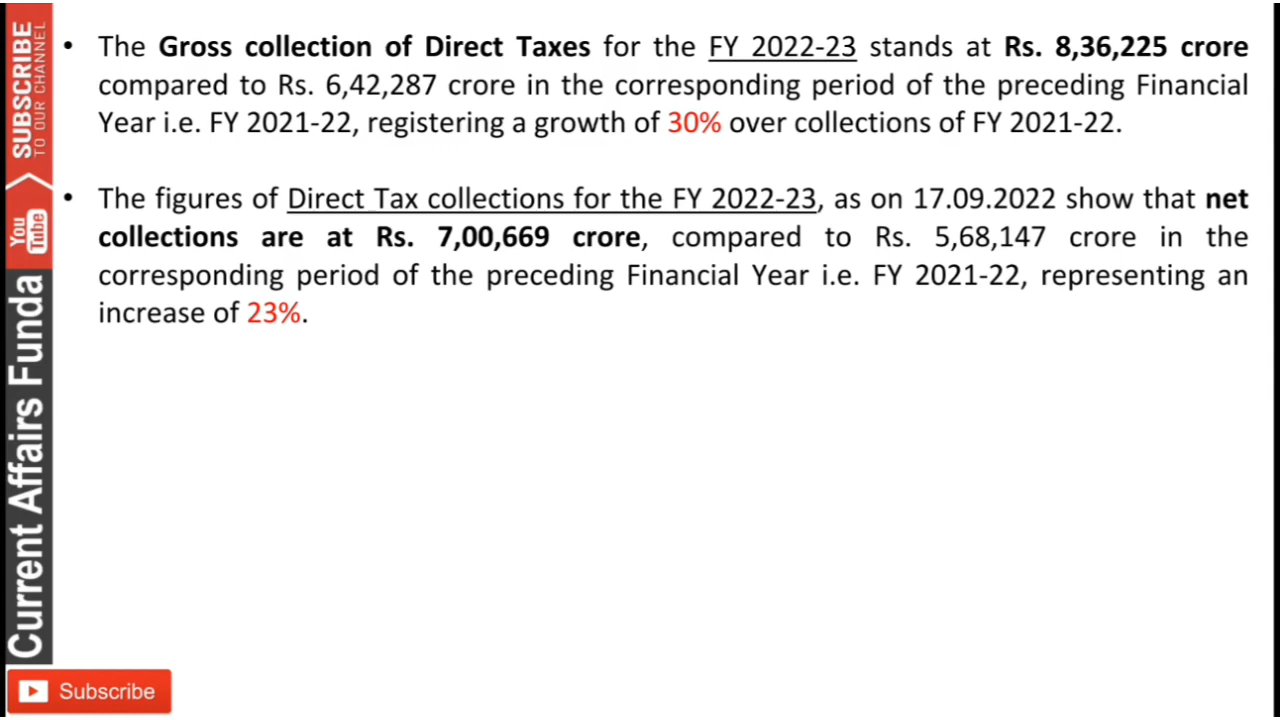 • The Gross collection of Direct Taxes for the FY 2022-23 stands at Rs. 8,36,225 crore
compared to Rs. 6,42,287 crore in the corresponding period of the preceding Financial
Year i.e. FY 2021-22, registering a growth of 30% over collections of FY 2021-22.
• The figures of Direct Tax collections for the FY 2022-23, as on 17.09.2022 show that net
collections are at Rs. 7,00,669 crore, compared to Rs. 5,68,147 crore in the
corresponding period of the preceding Financial Year i.e. FY 2021-22, representing an
increase of 23%.
SUBSCRIBE
TO OUR CHANNEL
You
Tube
Current Affairs Funda
Subscribe